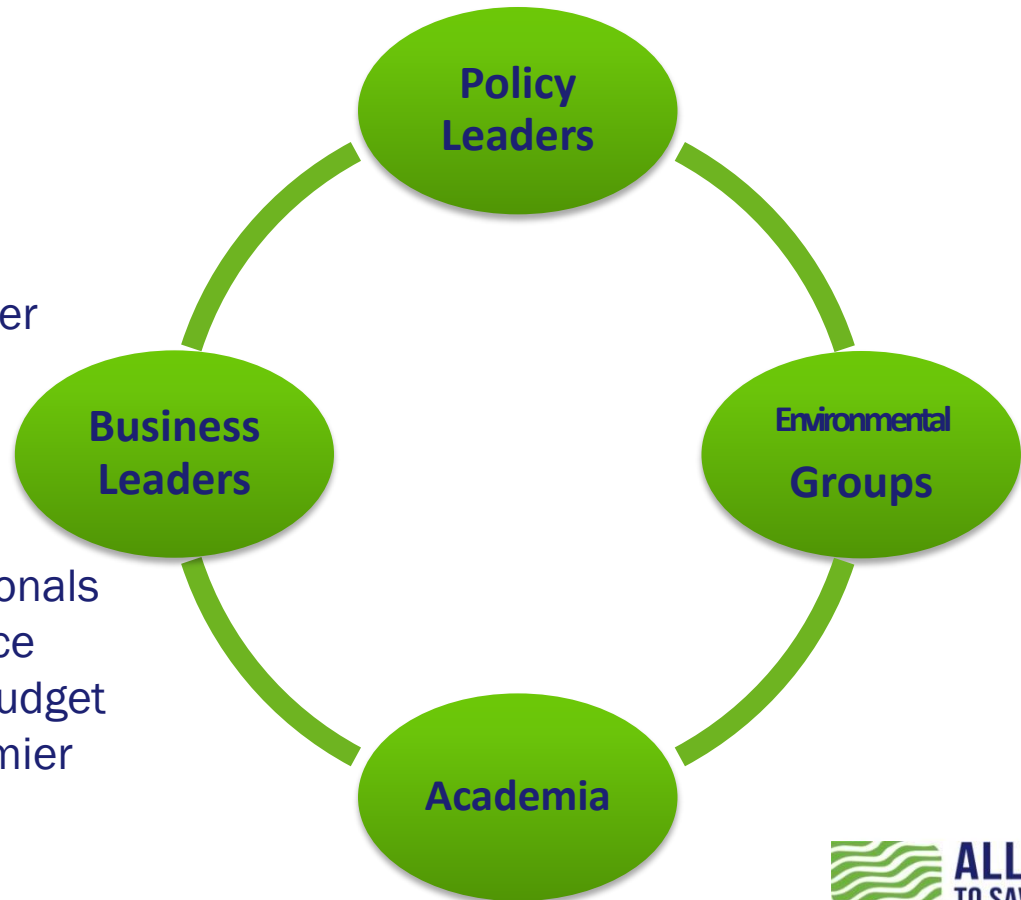 Policy
Leaders
er
Business
Leaders
Environmental
Groups
onals
ce
udget
mier
Academia
ALL
TO SAV